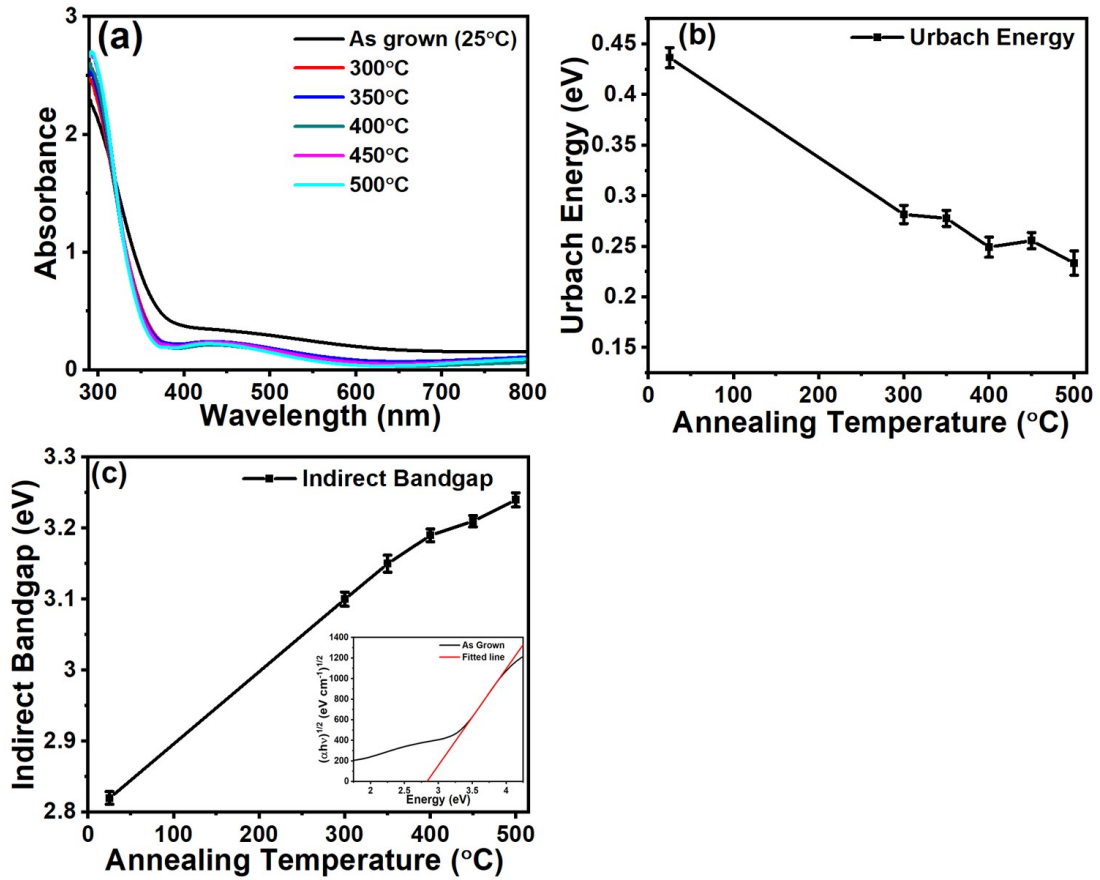 (a)
As grown (25°C)
300°C
350°C
400°C
450°C
500°C
Absorbance
3
2
1
0
300 400 500 600 700 800
Wavelength (nm)
(b)
Urbach Energy
Urbach Energy (eV)
0.45
0.4
0.35
0.3
0.25
0.2
0.15
0 100 200 300 400 500
Annealing Temperature (°C)
(c)
Indirect Bandgap
Indirect Bandgap (eV)
3.3
3.2
3.1
3
2.9
2.8
0 100 200 300 400 500
Annealing Temperature (°C)
As Grown
Fitted line
(αhν)1/2 (eV cm-1)1/2
1400
1200
1000
800
600
400
200
0
2 2.5 3 3.5 4
Energy (eV)